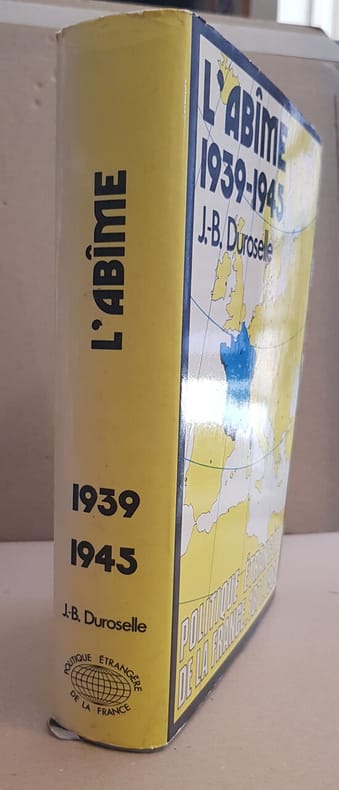 L'ABÎME
1939
1945
J.-B. Duroselle
POLITIQUE ÉTRANGÈRE
DE LA FRANCE
L'ABÎME
1939-1945
J.-B. Duroselle
POLITIQUE ÉTRANGÈRE
DE LA FRANCE